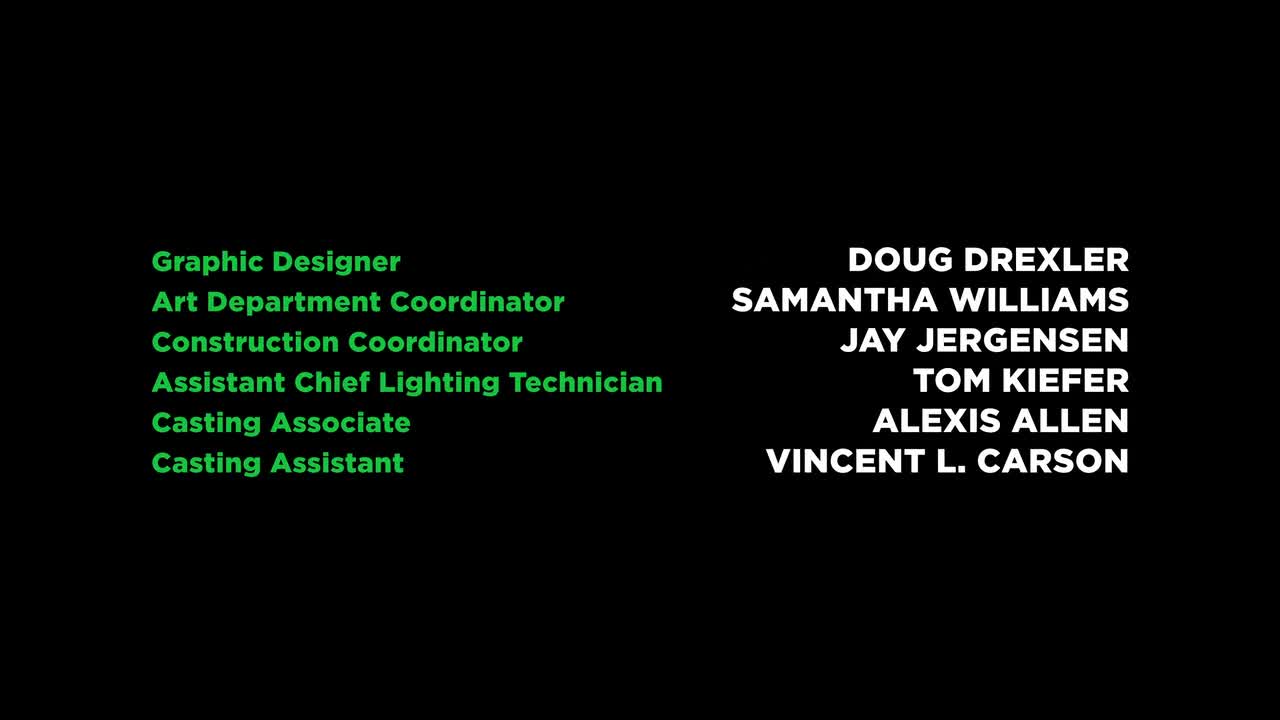 Graphic Designer DOUG DREXLER
Art Department Coordinator SAMANTHA WILLIAMS
Construction Coordinator JAY JERGENSEN
Assistant Chief Lighting Technician TOM KIEFER
Casting Associate ALEXIS ALLEN
Casting Assistant VINCENT L. CARSON